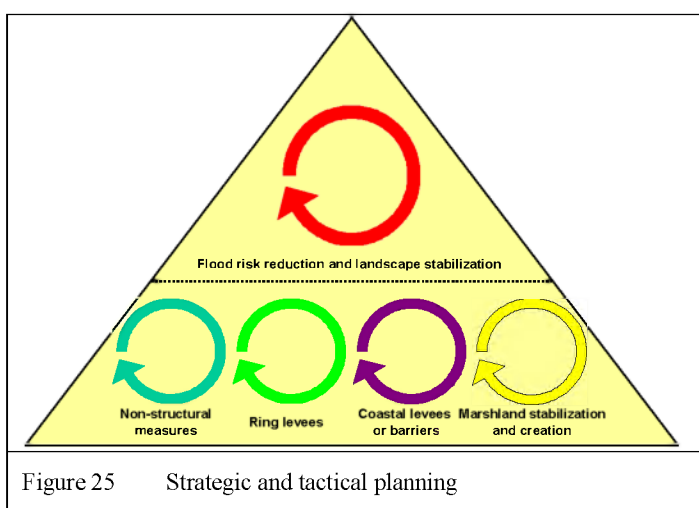 Flood risk reduction and landscape stabilization
Non-structural
measures
Ring levees
Coastal levees
or barriers
Marshland stabilization
and creation
Figure 25 Strategic and tactical planning